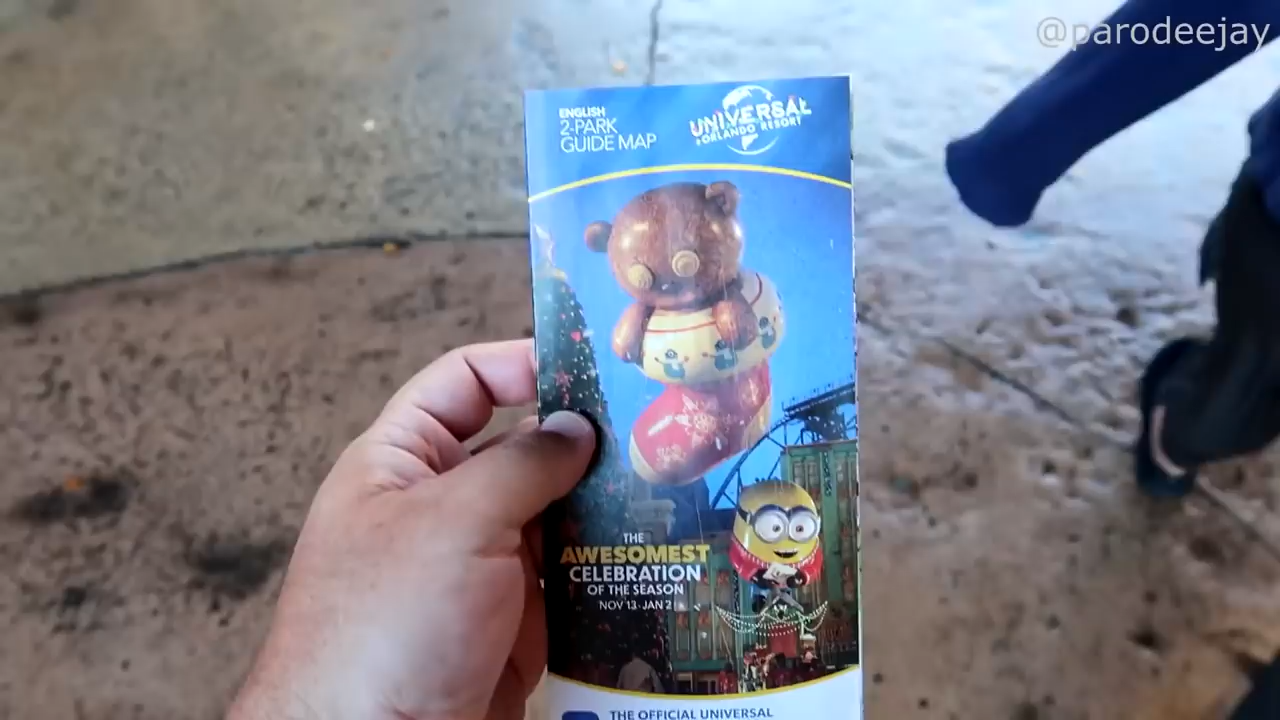 @parodeejay
ENGLISH
2-PARK
GUIDE MAP
UNIVERSAL
ORLANDO RESORT
THE
AWESOMEST
CELEBRATION
OF THE SEASON
NOV 13-JAN 2
THE OFFICIAL UNIVERSAL